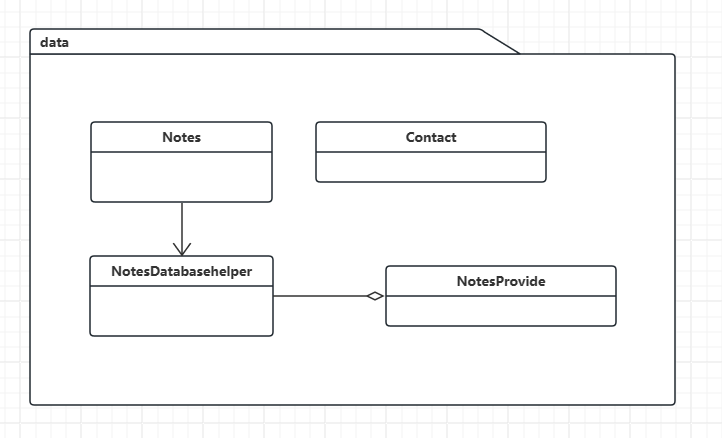 data
Notes
Contact
NotesDatabasehelper
NotesProvide